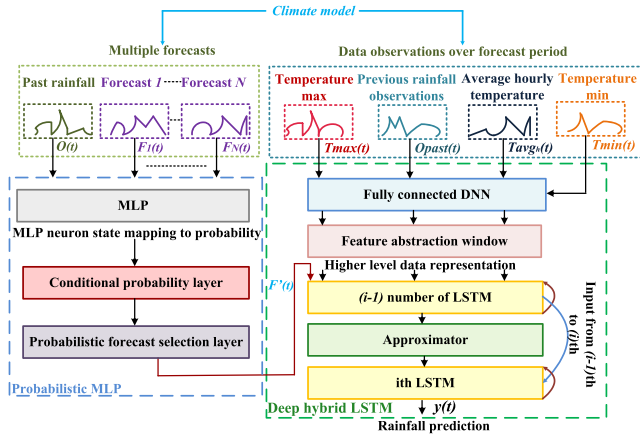 Climate model
Multiple forecasts
Data observations over forecast period
Past rainfall
Forecast 1
Forecast N
O(t)
F1(t)
FN(t)
Temperature
max
Previous rainfall
observations
Average hourly
temperature
Temperature
min
Tmax(t)
Opast(t)
Tavgh(t)
Tmin(t)
MLP
MLP neuron state mapping to probability
Conditional probability layer
Probabilistic forecast selection layer
Probabilistic MLP
Fully connected DNN
Feature abstraction window
Higher level data representation
F'(t)
(i-1) number of LSTM
Approximator
ith LSTM
Input from (i-1)th
to (i)th
Deep hybrid LSTM
y(t)
Rainfall prediction